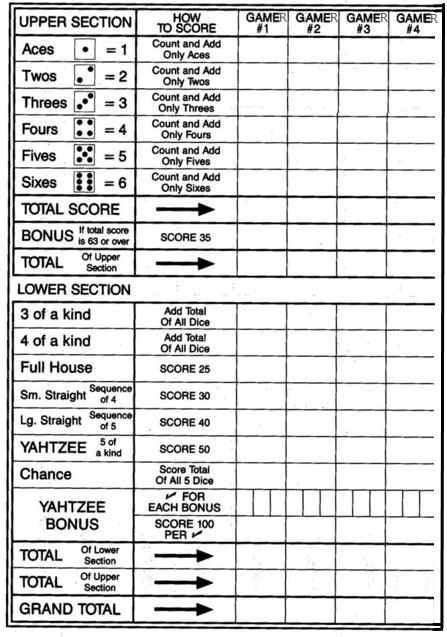 UPPER SECTION HOW TO SCORE GAMER #1 GAMER #2 GAMER #3 GAMER #4
Aces = 1 Count and Add Only Aces
Twos = 2 Count and Add Only Twos
Threes = 3 Count and Add Only Threes
Fours = 4 Count and Add Only Fours
Fives = 5 Count and Add Only Fives
Sixes = 6 Count and Add Only Sixes
TOTAL SCORE
BONUS If total score is 63 or over SCORE 35
TOTAL Of Upper Section
LOWER SECTION
3 of a kind Add Total Of All Dice
4 of a kind Add Total Of All Dice
Full House SCORE 25
Sm. Straight Sequence of 4 SCORE 30
Lg. Straight Sequence of 5 SCORE 40
YAHTZEE 5 of a kind SCORE 50
Chance Score Total Of All 5 Dice
YAHTZEE BONUS ✓ FOR EACH BONUS
SCORE 100 PER ✓
TOTAL Of Lower Section
TOTAL Of Upper Section
GRAND TOTAL